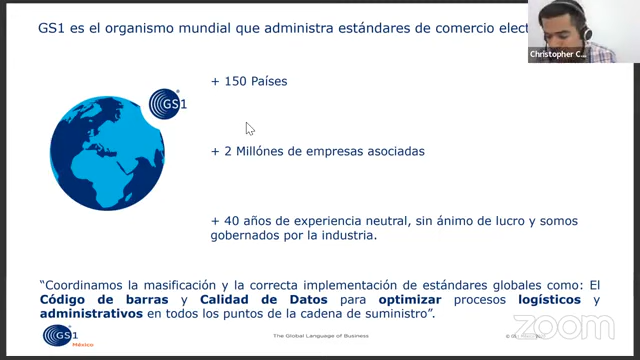 GS1 es el organismo mundial que administra estándares de comercio elect
Christopher C...
+ 150 Países
GS1
+ 2 Millónes de empresas asociadas
+ 40 años de experiencia neutral, sin ánimo de lucro y somos
gobernados por la industria.
“Coordinamos la masificación y la correcta implementación de estándares globales como: El
Código de barras y Calidad de Datos para optimizar procesos logísticos y
administrativos en todos los puntos de la cadena de suministro”.
GS1
México
The Global Language of Business
zoom